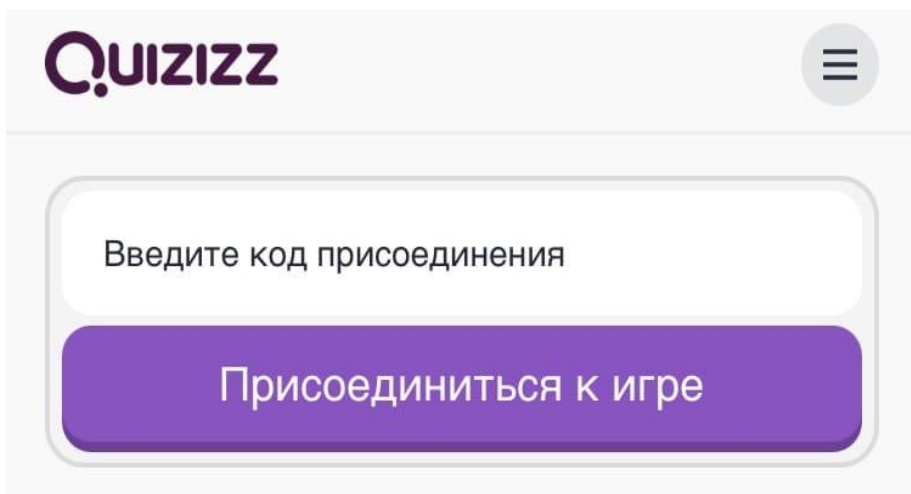 Quizizz
Введите код присоединения
Присоединиться к игре